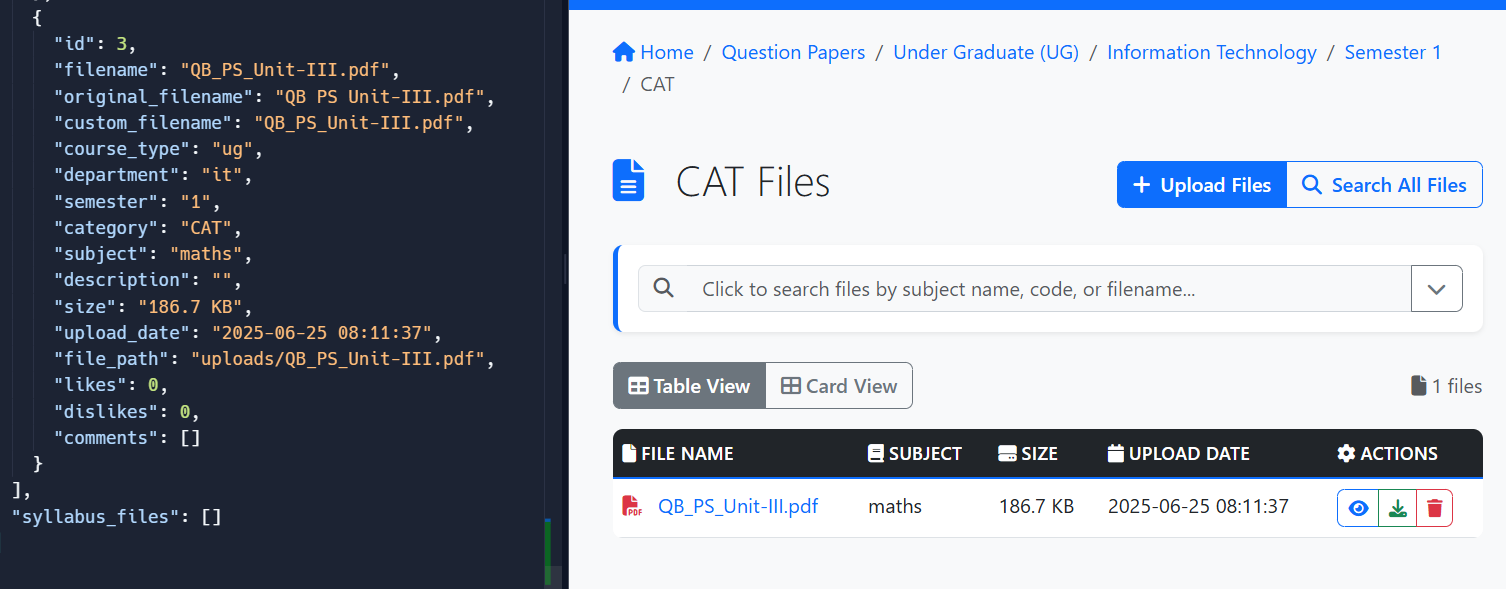 {
"id": 3,
"filename": "QB_PS_Unit-III.pdf",
"original_filename": "QB PS Unit-III.pdf",
"custom_filename": "QB_PS_Unit-III.pdf",
"course_type": "ug",
"department": "it",
"semester": "1",
"category": "CAT",
"subject": "maths",
"description": "",
"size": "186.7 KB",
"upload_date": "2025-06-25 08:11:37",
"file_path": "uploads/QB_PS_Unit-III.pdf",
"likes": 0,
"dislikes": 0,
"comments": []
}
],
"syllabus_files": []
Home / Question Papers / Under Graduate (UG) / Information Technology / Semester 1
/ CAT
CAT Files
+ Upload Files
Search All Files
Click to search files by subject name, code, or filename...
Table View
Card View
1 files
FILE NAME SUBJECT SIZE UPLOAD DATE ACTIONS
PDF QB_PS_Unit-III.pdf maths 186.7 KB 2025-06-25 08:11:37